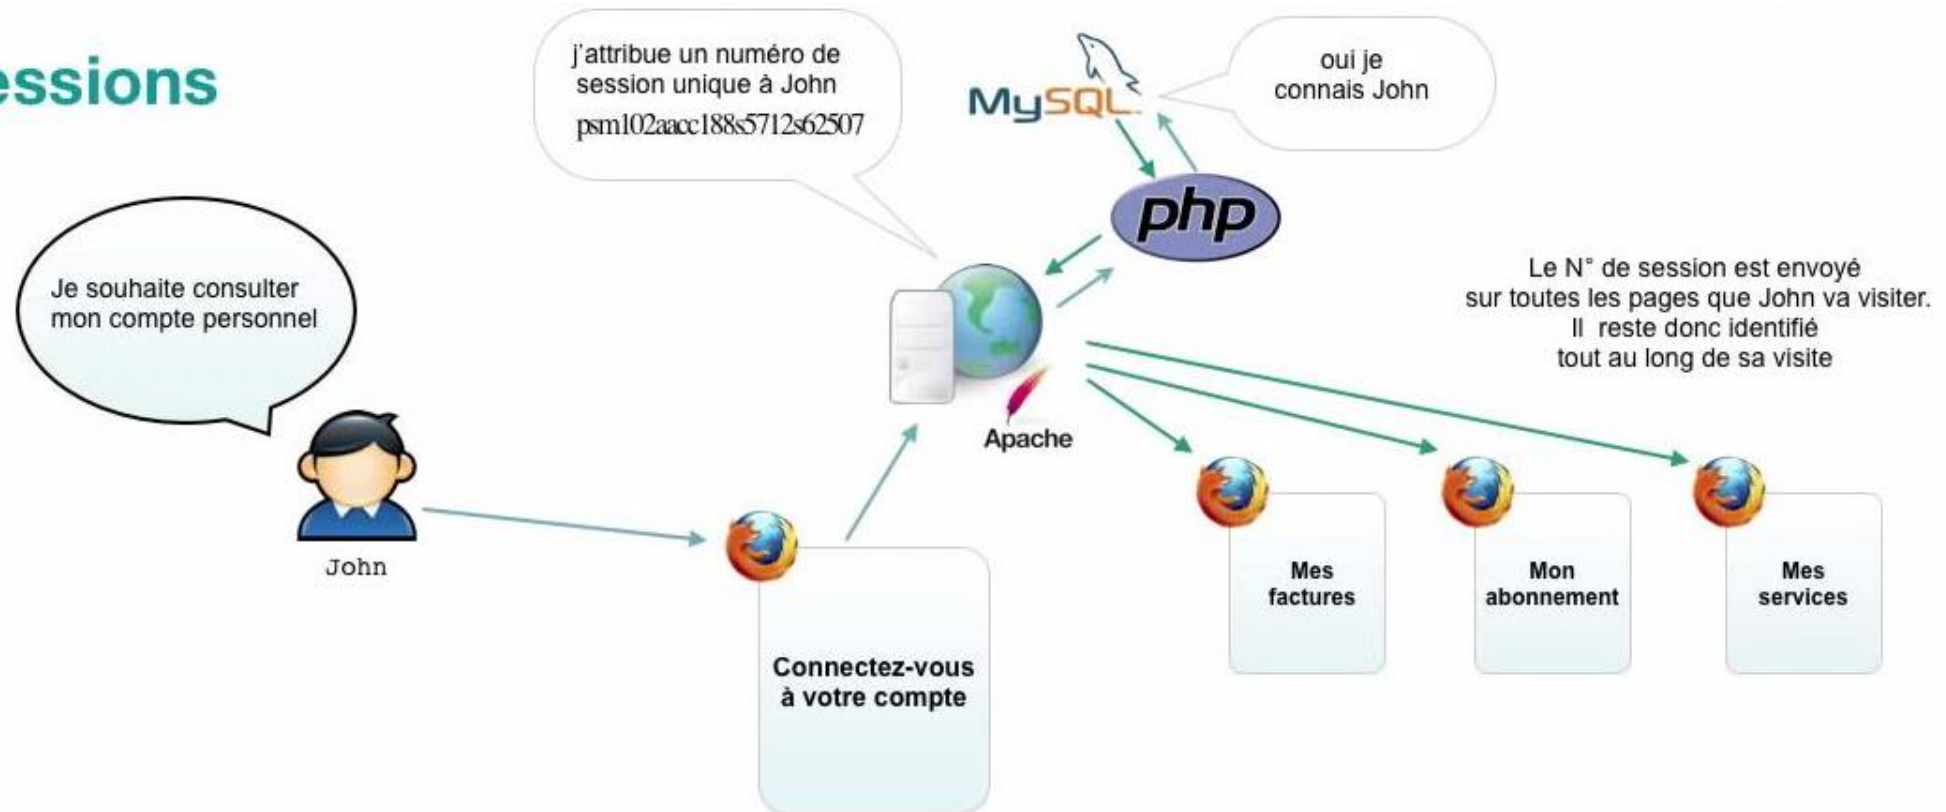 essions
j'attribue un numéro de
session unique à John
psm102aacc188s5712s62507
MySQL
oui je
connais John
php
Je souhaite consulter
mon compte personnel
Le N° de session est envoyé
sur toutes les pages que John va visiter.
Il reste donc identifié
tout au long de sa visite
Apache
John
Connectez-vous
à votre compte
Mes
factures
Mon
abonnement
Mes
services